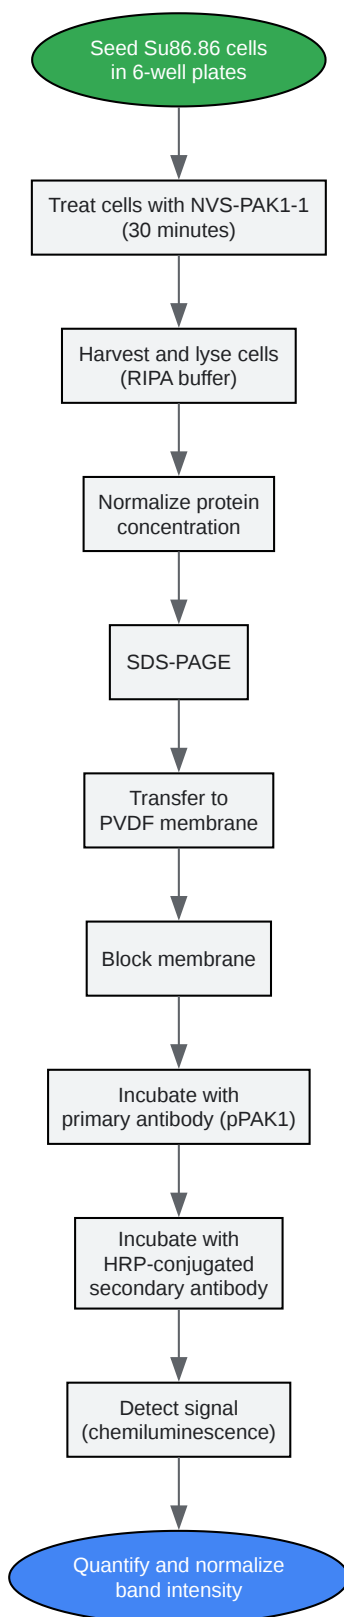 Seed Su86.86 cells
in 6-well plates
Treat cells with NVS-PAK1-1
(30 minutes)
Harvest and lyse cells
(RIPA buffer)
Normalize protein
concentration
SDS-PAGE
Transfer to
PVDF membrane
Block membrane
Incubate with
primary antibody (pPAK1)
Incubate with
HRP-conjugated
secondary antibody
Detect signal
(chemiluminescence)
Quantify and normalize
band intensity